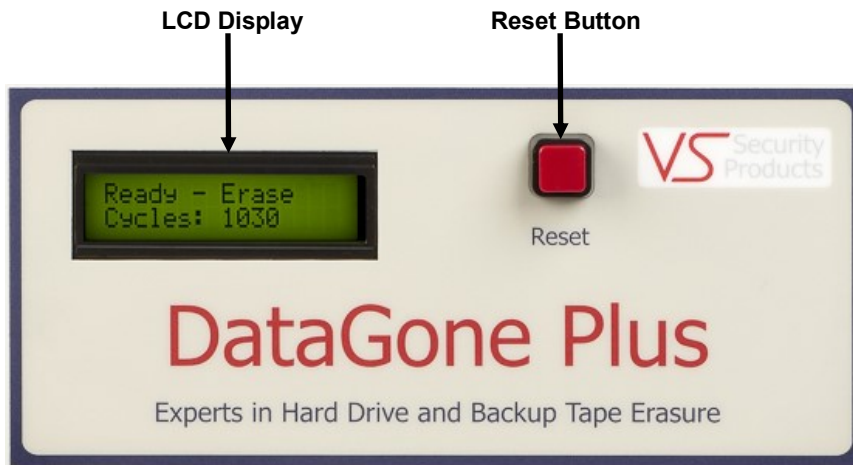 LCD Display
Reset Button
Ready - Erase
Cycles: 1030
VS Security
Products
Reset
DataGone Plus
Experts in Hard Drive and Backup Tape Erasure